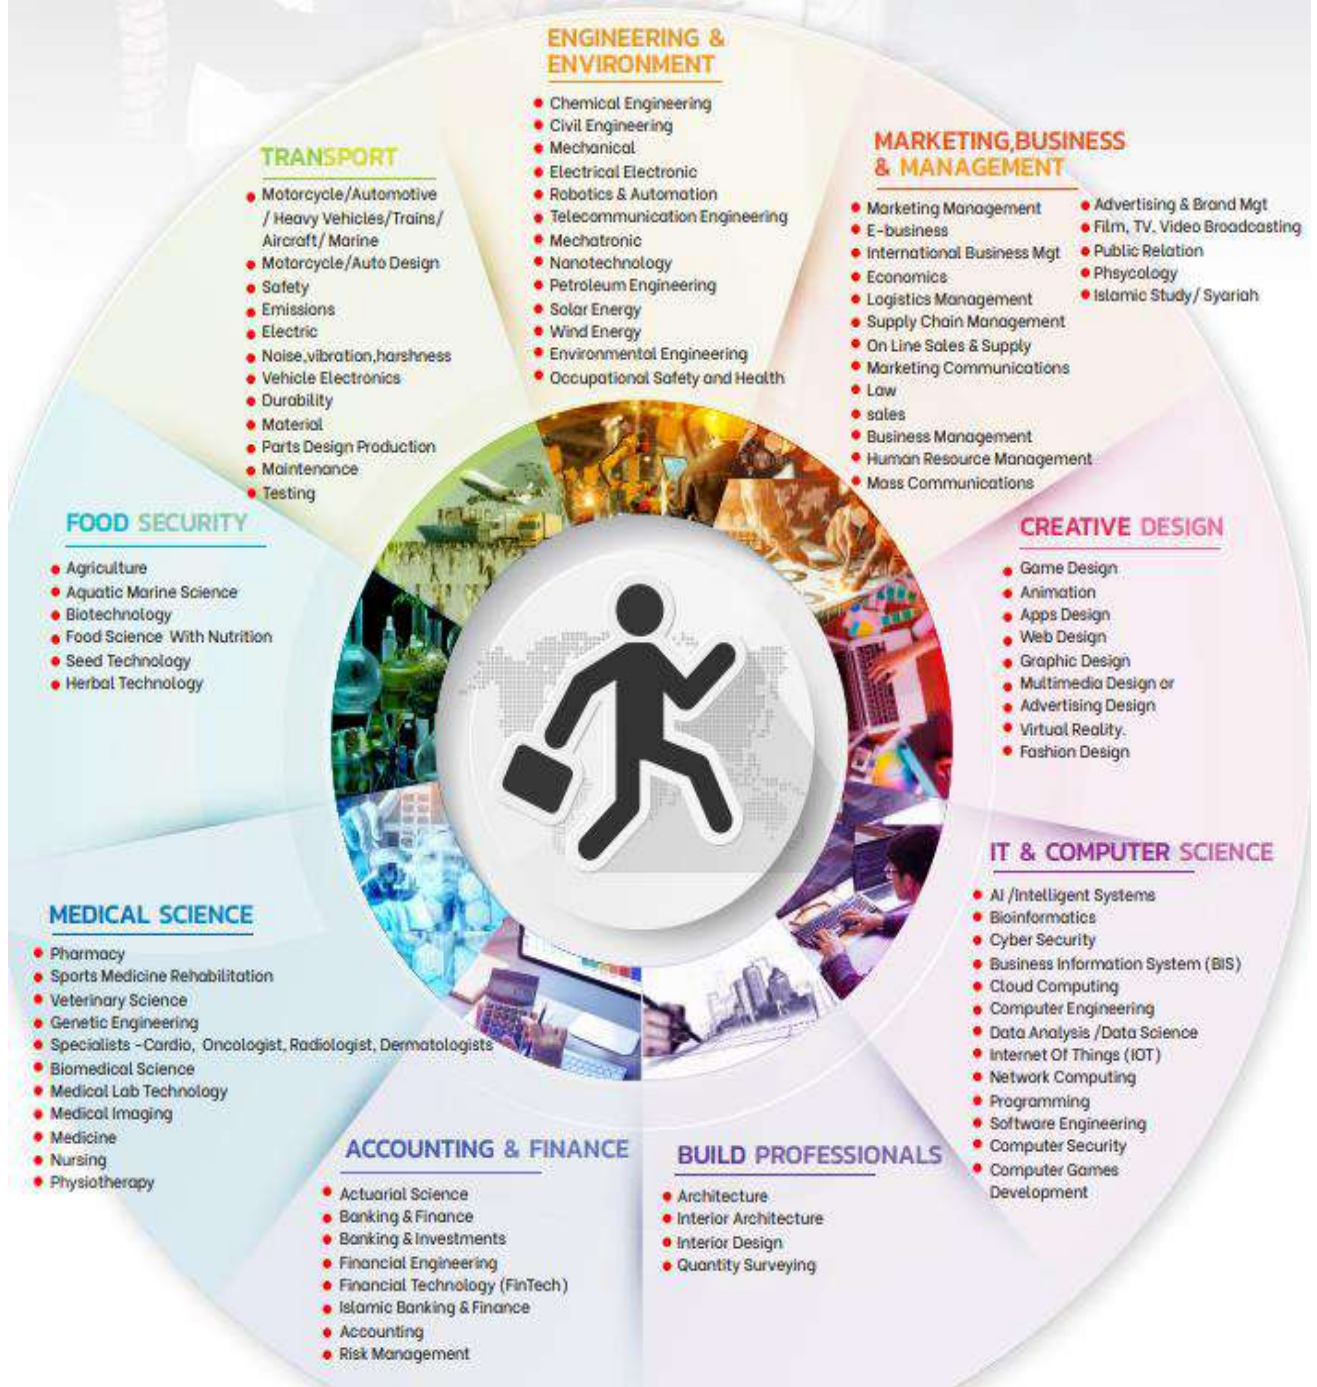 ENGINEERING &
ENVIRONMENT
Chemical Engineering
Civil Engineering
Mechanical
Electrical Electronic
Robotics & Automation
Telecommunication Engineering
Mechatronic
Nanotechnology
Petroleum Engineering
Solar Energy
Wind Energy
Environmental Engineering
Occupational Safety and Health
MARKETING,BUSINESS
& MANAGEMENT
Marketing Management
E-business
International Business Mgt
Economics
Logistics Management
Supply Chain Management
On Line Sales & Supply
Marketing Communications
Law
sales
Business Management
Human Resource Management
Mass Communications
Advertising & Brand Mgt
Film, TV, Video Broadcasting
Public Relation
Phsycology
Islamic Study/ Syariah
CREATIVE DESIGN
Game Design
Animation
Apps Design
Web Design
Graphic Design
Multimedia Design or
Advertising Design
Virtual Reality.
Fashion Design
IT & COMPUTER SCIENCE
AI /Intelligent Systems
Bioinformatics
Cyber Security
Business Information System (BIS)
Cloud Computing
Computer Engineering
Data Analysis /Data Science
Internet Of Things (IOT)
Network Computing
Programming
Software Engineering
Computer Security
Computer Games
Development
BUILD PROFESSIONALS
Architecture
Interior Architecture
Interior Design
Quantity Surveying
ACCOUNTING & FINANCE
Actuarial Science
Banking & Finance
Banking & Investments
Financial Engineering
Financial Technology (FinTech)
Islamic Banking & Finance
Accounting
Risk Management
MEDICAL SCIENCE
Pharmacy
Sports Medicine Rehabilitation
Veterinary Science
Genetic Engineering
Specialists -Cardio, Oncologist, Radiologist, Dermatologists
Biomedical Science
Medical Lab Technology
Medical Imaging
Medicine
Nursing
Physiotherapy
FOOD SECURITY
Agriculture
Aquatic Marine Science
Biotechnology
Food Science With Nutrition
Seed Technology
Herbal Technology
TRANSPORT
Motorcycle/Automotive
/ Heavy Vehicles/Trains/
Aircraft/ Marine
Motorcycle/Auto Design
Safety
Emissions
Electric
Noise,vibration,harshness
Vehicle Electronics
Durability
Material
Parts Design Production
Maintenance
Testing